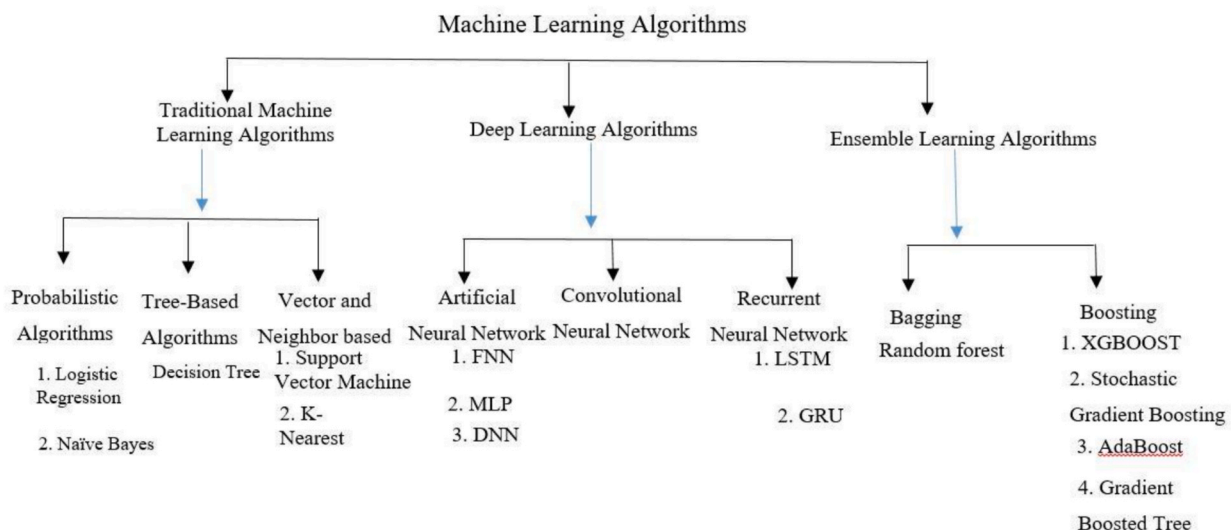 Machine Learning Algorithms
Traditional Machine
Learning Algorithms
Deep Learning Algorithms
Ensemble Learning Algorithms
Probabilistic
Algorithms
1. Logistic
Regression
2. Naïve Bayes
Tree-Based
Algorithms
Decision Tree
Vector and
Neighbor based
1. Support
Vector Machine
2. K-
Nearest
Artificial
Neural Network
1. FNN
2. MLP
3. DNN
Convolutional
Neural Network
Recurrent
Neural Network
1. LSTM
2. GRU
Bagging
Random forest
Boosting
1. XGBOOST
2. Stochastic
Gradient Boosting
3. AdaBoost
4. Gradient
Boosted Tree